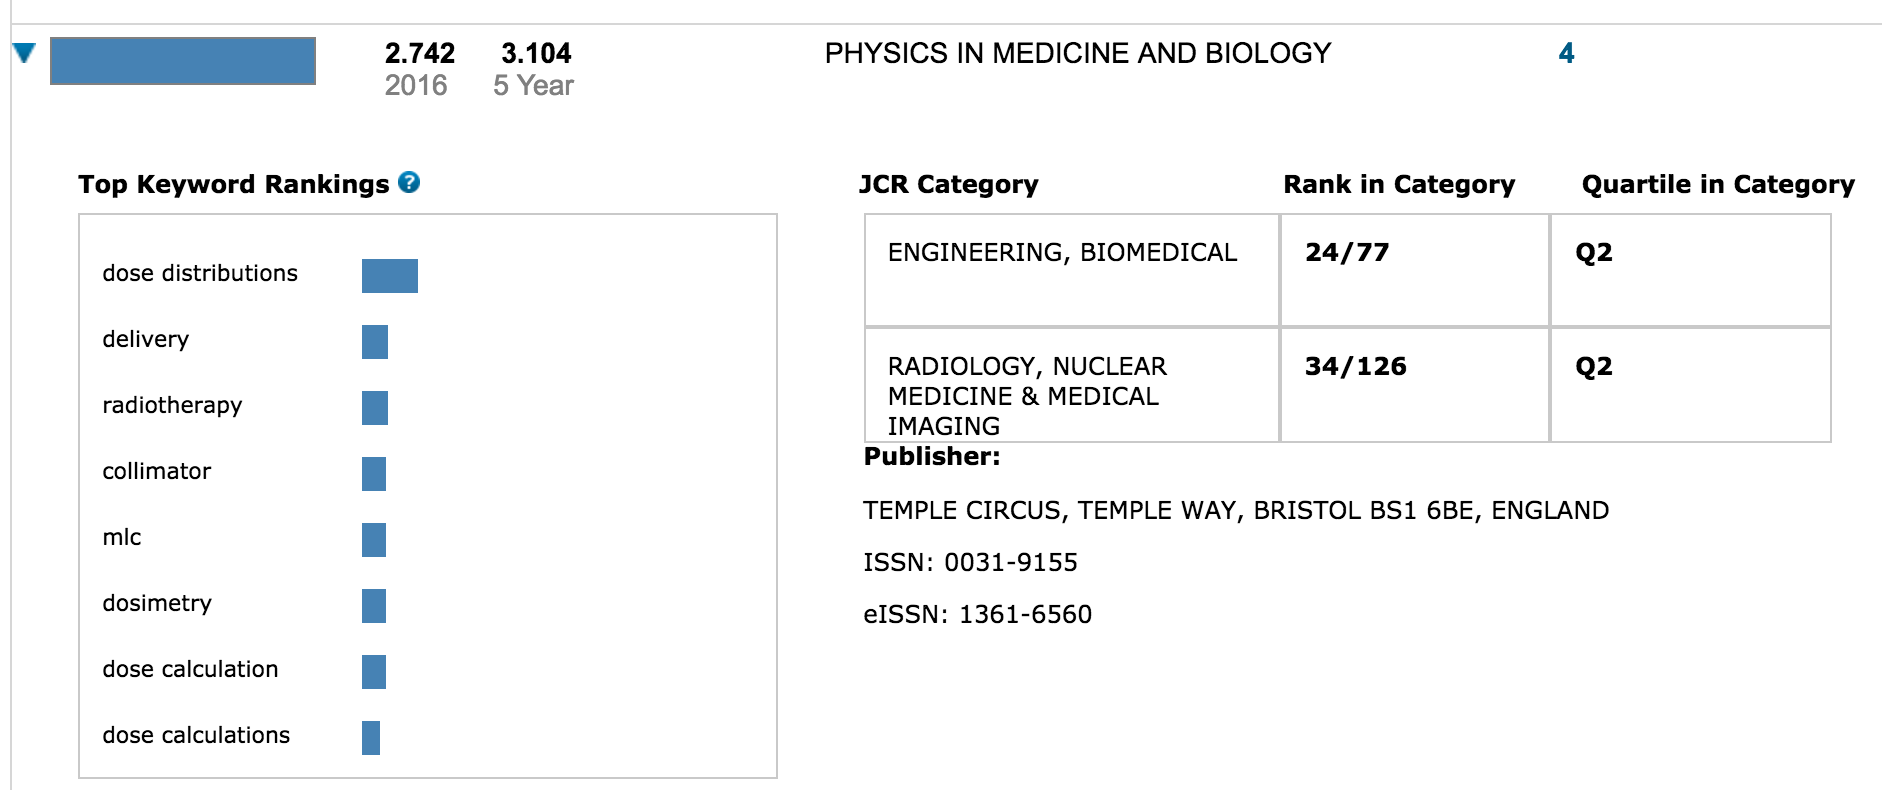 2.742 3.104 PHYSICS IN MEDICINE AND BIOLOGY 4
2016 5 Year
Top Keyword Rankings ?
dose distributions
delivery
radiotherapy
collimator
mlc
dosimetry
dose calculation
dose calculations
JCR Category Rank in Category Quartile in Category
ENGINEERING, BIOMEDICAL 24/77 Q2
RADIOLOGY, NUCLEAR 34/126 Q2
MEDICINE & MEDICAL
IMAGING
Publisher:
TEMPLE CIRCUS, TEMPLE WAY, BRISTOL BS1 6BE, ENGLAND
ISSN: 0031-9155
eISSN: 1361-6560